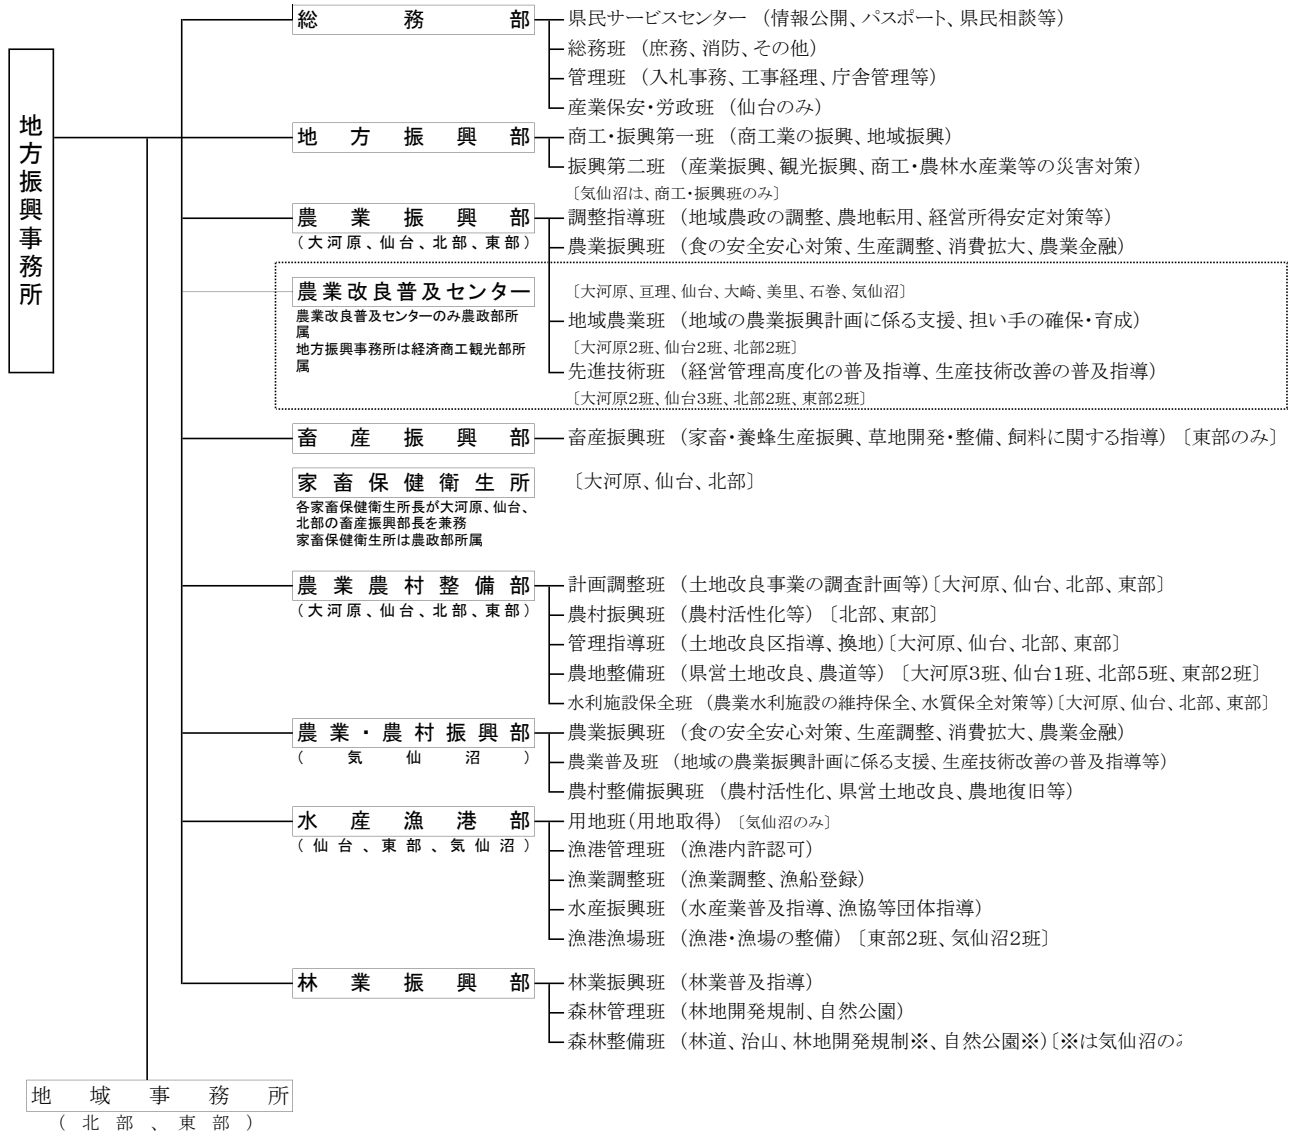 地方振興事務所
総務部
県民サービスセンター (情報公開、パスポート、県民相談等)
総務班 (庶務、消防、その他)
管理班 (入札事務、工事経理、庁舎管理等)
産業保安・労政班 (仙台のみ)
地方振興部
商工・振興第一班 (商工業の振興、地域振興)
振興第二班 (産業振興、観光振興、商工・農林水産業等の災害対策)
〔気仙沼は、商工・振興班のみ〕
農業振興部
(大河原、仙台、北部、東部)
調整指導班 (地域農政の調整、農地転用、経営所得安定対策等)
農業振興班 (食の安全安心対策、生産調整、消費拡大、農業金融)
農業改良普及センター
農業改良普及センターのみ農政部所
属
地方振興事務所は経済商工観光部所
属
〔大河原、亘理、仙台、大崎、美里、石巻、気仙沼〕
地域農業班 (地域の農業振興計画に係る支援、担い手の確保・育成)
〔大河原2班、仙台2班、北部2班〕
先進技術班 (経営管理高度化の普及指導、生産技術改善の普及指導)
〔大河原2班、仙台3班、北部2班、東部2班〕
畜産振興部
畜産振興班 (家畜・養蜂生産振興、草地開発・整備、飼料に関する指導) 〔東部のみ〕
家畜保健衛生所
〔大河原、仙台、北部〕
各家畜保健衛生所長が大河原、仙台、
北部の畜産振興部長を兼務
家畜保健衛生所は農政部所属
農業農村整備部
(大河原、仙台、北部、東部)
計画調整班 (土地改良事業の調査計画等)〔大河原、仙台、北部、東部〕
農村振興班 (農村活性化等) 〔北部、東部〕
管理指導班 (土地改良区指導、換地)〔大河原、仙台、北部、東部〕
農地整備班 (県営土地改良、農道等) 〔大河原3班、仙台1班、北部5班、東部2班〕
水利施設保全班 (農業水利施設の維持保全、水質保全対策等)〔大河原、仙台、北部、東部〕
農業・農村振興部
(気仙沼)
農業振興班 (食の安全安心対策、生産調整、消費拡大、農業金融)
農業普及班 (地域の農業振興計画に係る支援、生産技術改善の普及指導等)
農村整備振興班 (農村活性化、県営土地改良、農地復旧等)
水産漁港部
(仙台、東部、気仙沼)
用地班(用地取得) 〔気仙沼のみ〕
漁港管理班 (漁港内許認可)
漁業調整班 (漁業調整、漁船登録)
水産振興班 (水産業普及指導、漁協等団体指導)
漁港漁場班 (漁港・漁場の整備) 〔東部2班、気仙沼2班〕
林業振興部
林業振興班 (林業普及指導)
森林管理班 (林地開発規制、自然公園)
森林整備班 (林道、治山、林地開発規制※、自然公園※)〔※は気仙沼の
地域事務所
(北部、東部)